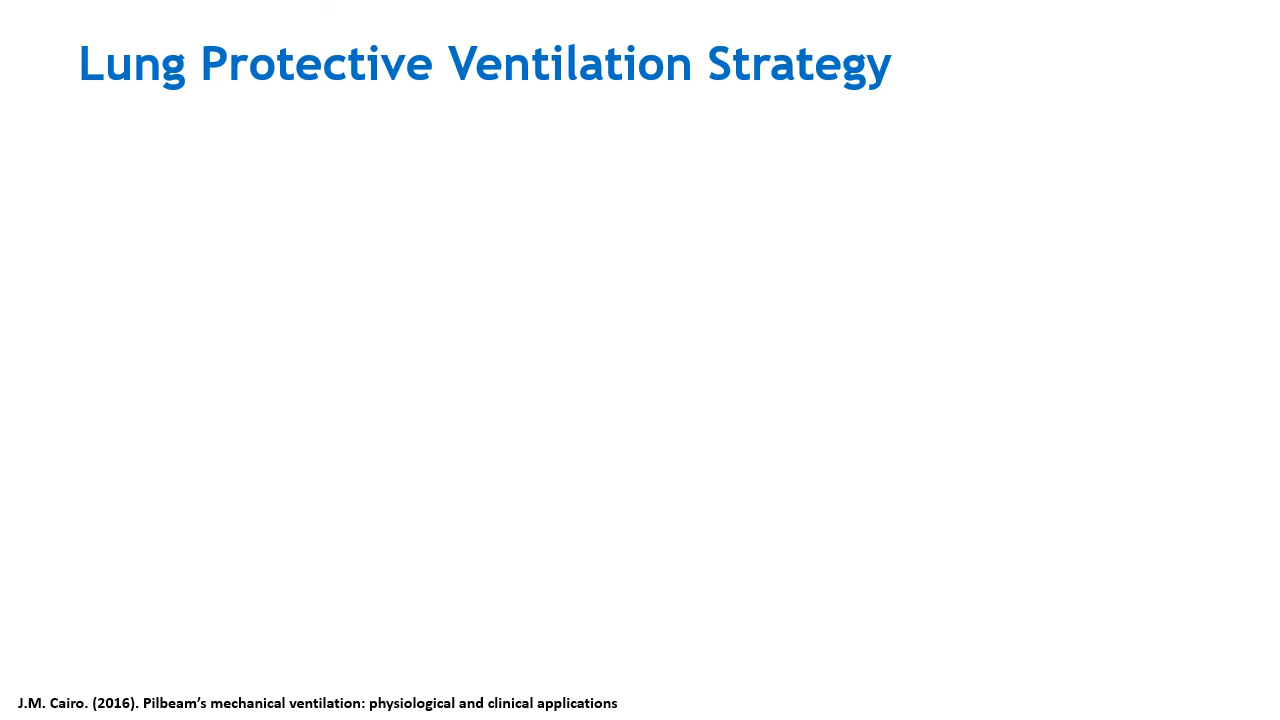 Lung Protective Ventilation Strategy
J.M. Cairo. (2016). Pilbeam’s mechanical ventilation: physiological and clinical applications